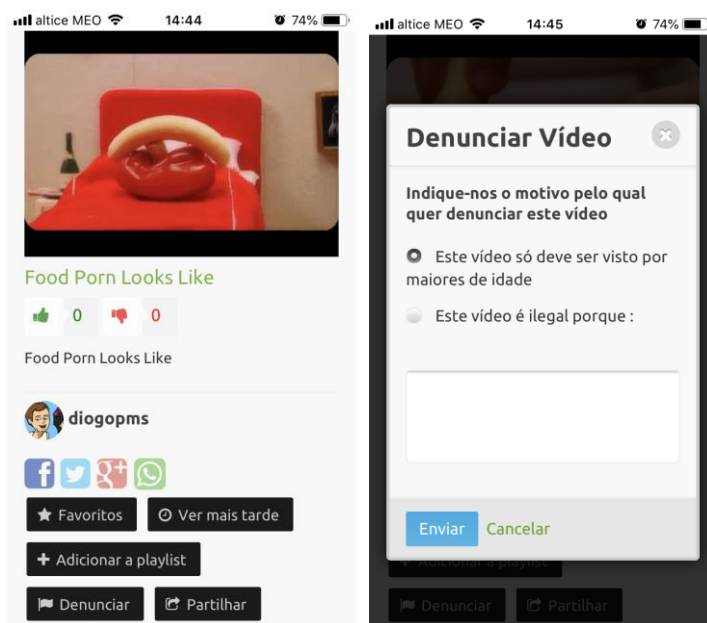 altice MEO 14:44 74%
Food Porn Looks Like
0 0
Food Porn Looks Like
diogopms
Favoritos Ver mais tarde
Adicionar a playlist
Denunciar Partilhar
altice MEO 14:45 74%
Denunciar Vídeo
Indique-nos o motivo pelo qual
quer denunciar este vídeo
Este vídeo só deve ser visto por
maiores de idade
Este vídeo é ilegal porque :
Enviar Cancelar
Adicionar a playlist
Denunciar Partilhar